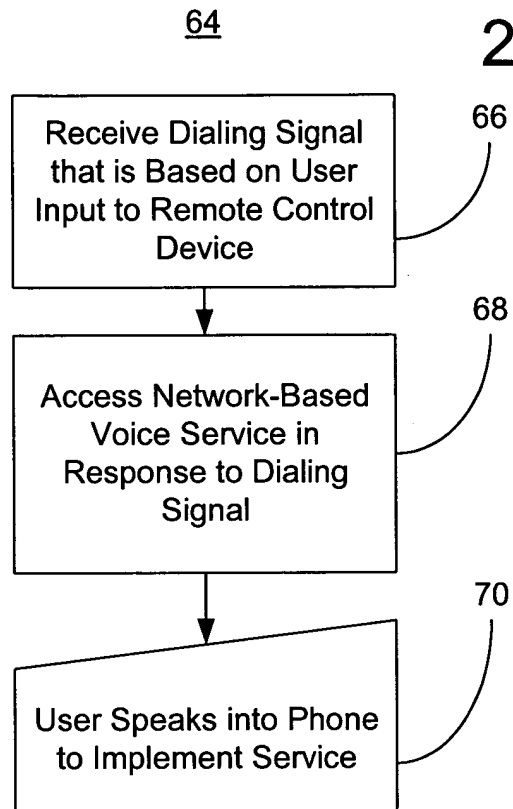 64
2
Receive Dialing Signal
that is Based on User
Input to Remote Control
Device
66
Access Network-Based
Voice Service in
Response to Dialing
Signal
68
User Speaks into Phone
to Implement Service
70